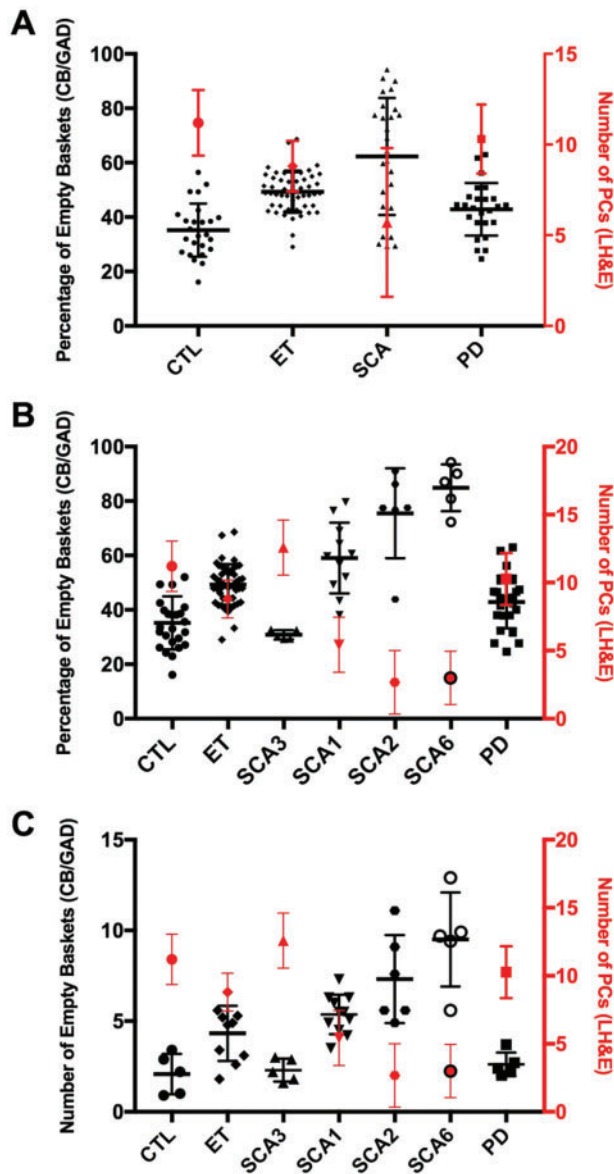 A
Percentage of Empty Baskets (CB/GAD)
100
80
60
40
20
0
15
10
5
0
Number of PCs (LH&E)
CTL
ET
SCA
PD
B
Percentage of Empty Baskets (CB/GAD)
100
80
60
40
20
0
20
15
10
5
0
Number of PCs (LH&E)
CTL
ET
SCA3
SCA1
SCA2
SCA6
PD
C
Number of Empty Baskets (CB/GAD)
15
10
5
0
20
15
10
5
0
Number of PCs (LH&E)
CTL
ET
SCA3
SCA1
SCA2
SCA6
PD